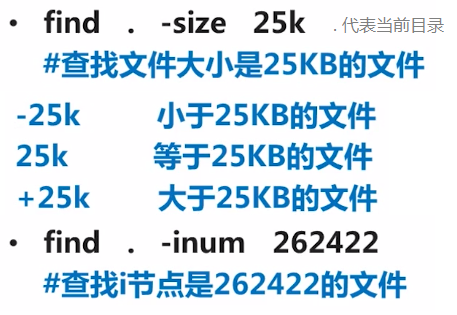 • find . -size 25k . 代表当前目录
#查找文件大小是25KB的文件
-25k 小于25KB的文件
25k 等于25KB的文件
+25k 大于25KB的文件
• find . -inum 262422
#查找i节点是262422的文件